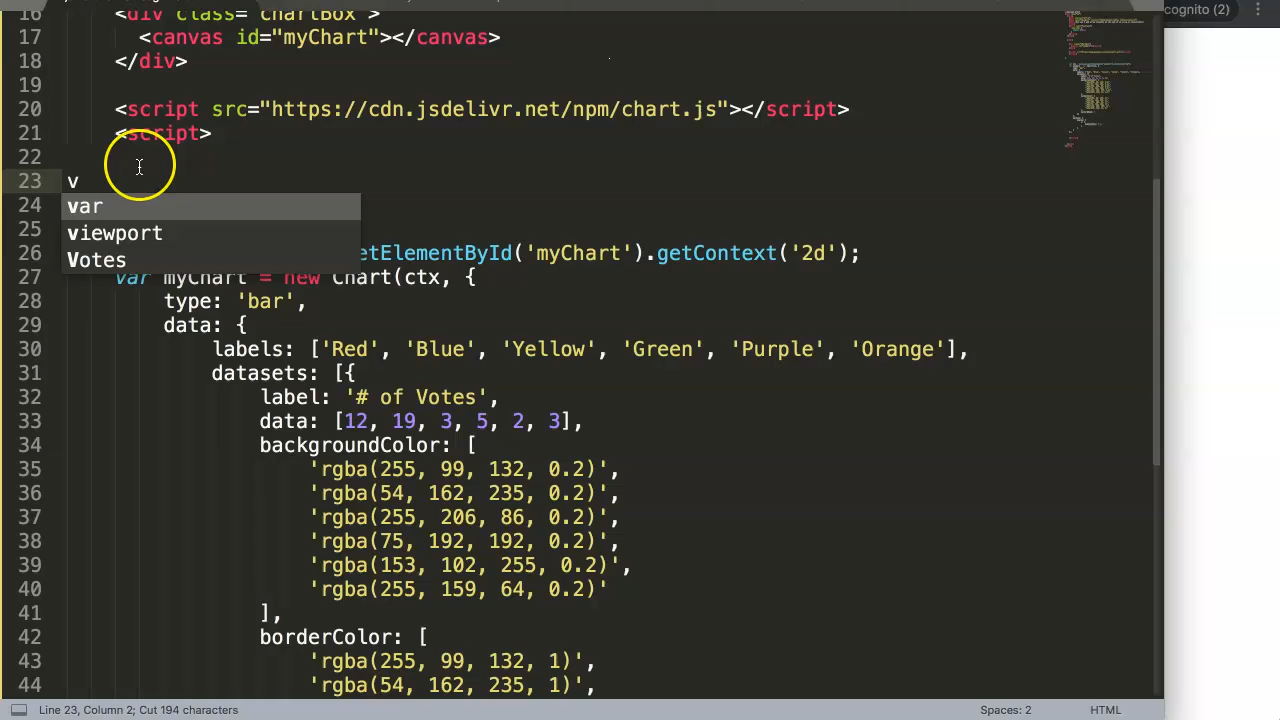 cognito (2)
16 <div class="chartBox">
17 <canvas id="myChart"></canvas>
18 </div>
19
20 <script src="https://cdn.jsdelivr.net/npm/chart.js"></script>
21 <script>
22
23 v
24 var
25 viewport
Votes
26 etElementById('myChart').getContext('2d');
27 var myChart = new Chart(ctx, {
28 type: 'bar',
29 data: {
30 labels: ['Red', 'Blue', 'Yellow', 'Green', 'Purple', 'Orange'],
31 datasets: [{
32 label: '# of Votes',
33 data: [12, 19, 3, 5, 2, 3],
34 backgroundColor: [
35 'rgba(255, 99, 132, 0.2)',
36 'rgba(54, 162, 235, 0.2)',
37 'rgba(255, 206, 86, 0.2)',
38 'rgba(75, 192, 192, 0.2)',
39 'rgba(153, 102, 255, 0.2)',
40 'rgba(255, 159, 64, 0.2)'
41 ],
42 borderColor: [
43 'rgba(255, 99, 132, 1)',
44 'rgba(54, 162, 235, 1)',
Line 23, Column 2; Cut 194 characters
Spaces: 2
HTML